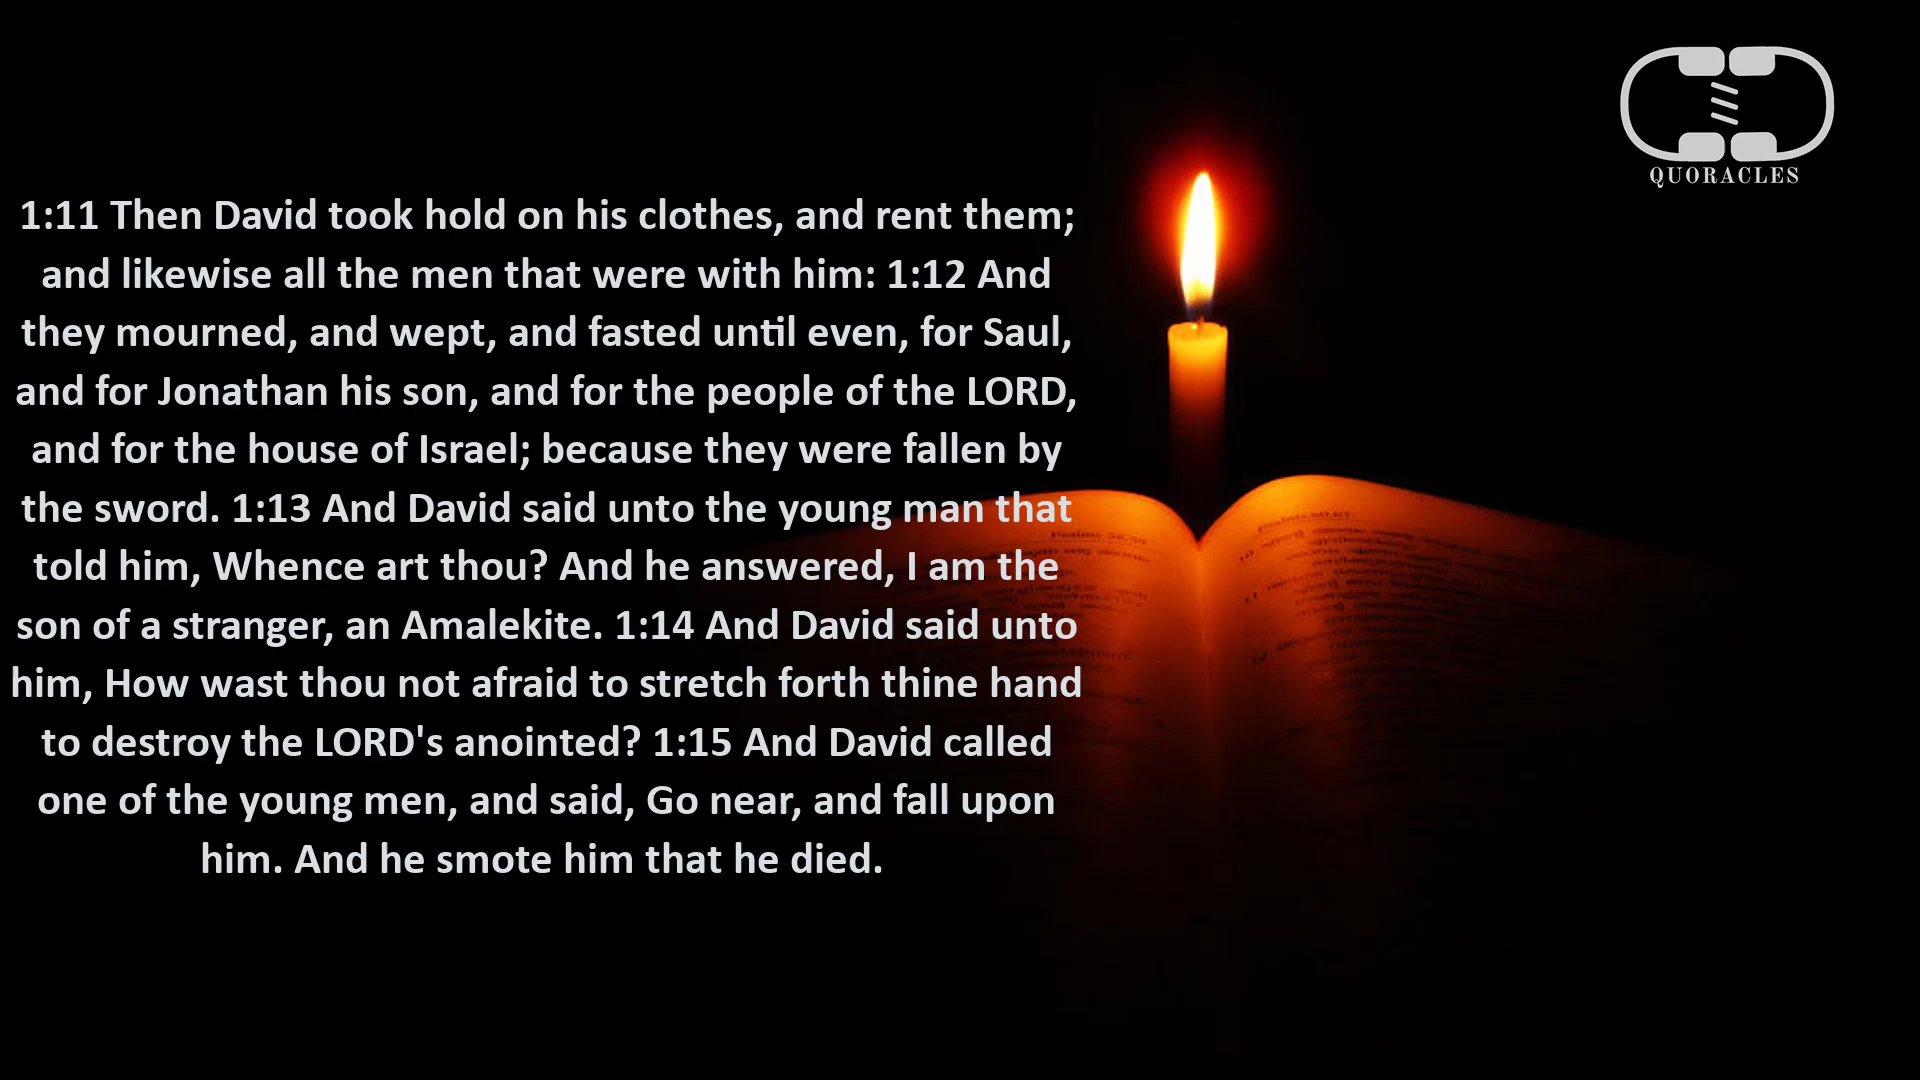 QUORACLES
1:11 Then David took hold on his clothes, and rent them;
and likewise all the men that were with him: 1:12 And
they mourned, and wept, and fasted until even, for Saul,
and for Jonathan his son, and for the people of the LORD,
and for the house of Israel; because they were fallen by
the sword. 1:13 And David said unto the young man that
told him, Whence art thou? And he answered, I am the
son of a stranger, an Amalekite. 1:14 And David said unto
him, How wast thou not afraid to stretch forth thine hand
to destroy the LORD's anointed? 1:15 And David called
one of the young men, and said, Go near, and fall upon
him. And he smote him that he died.